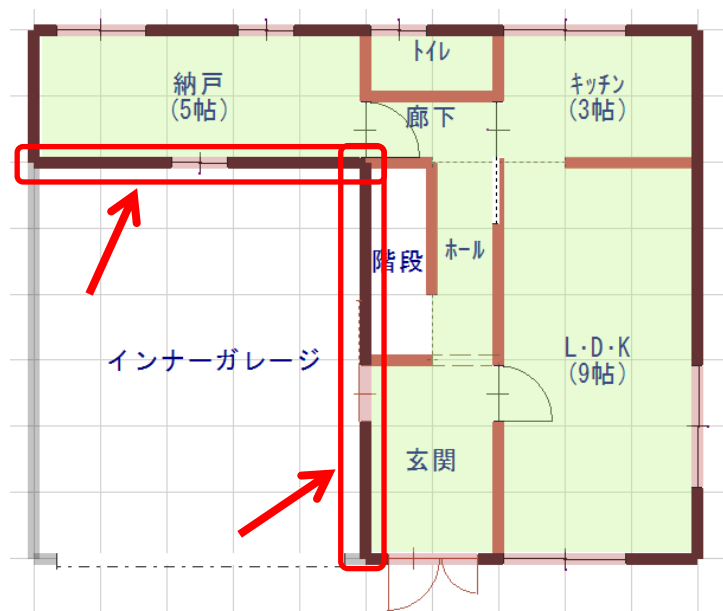 トイレ
納戸
(5帖)
キッチン
(3帖)
廊下
階段
ホール
インナーガレージ
L・D・K
(9帖)
玄関